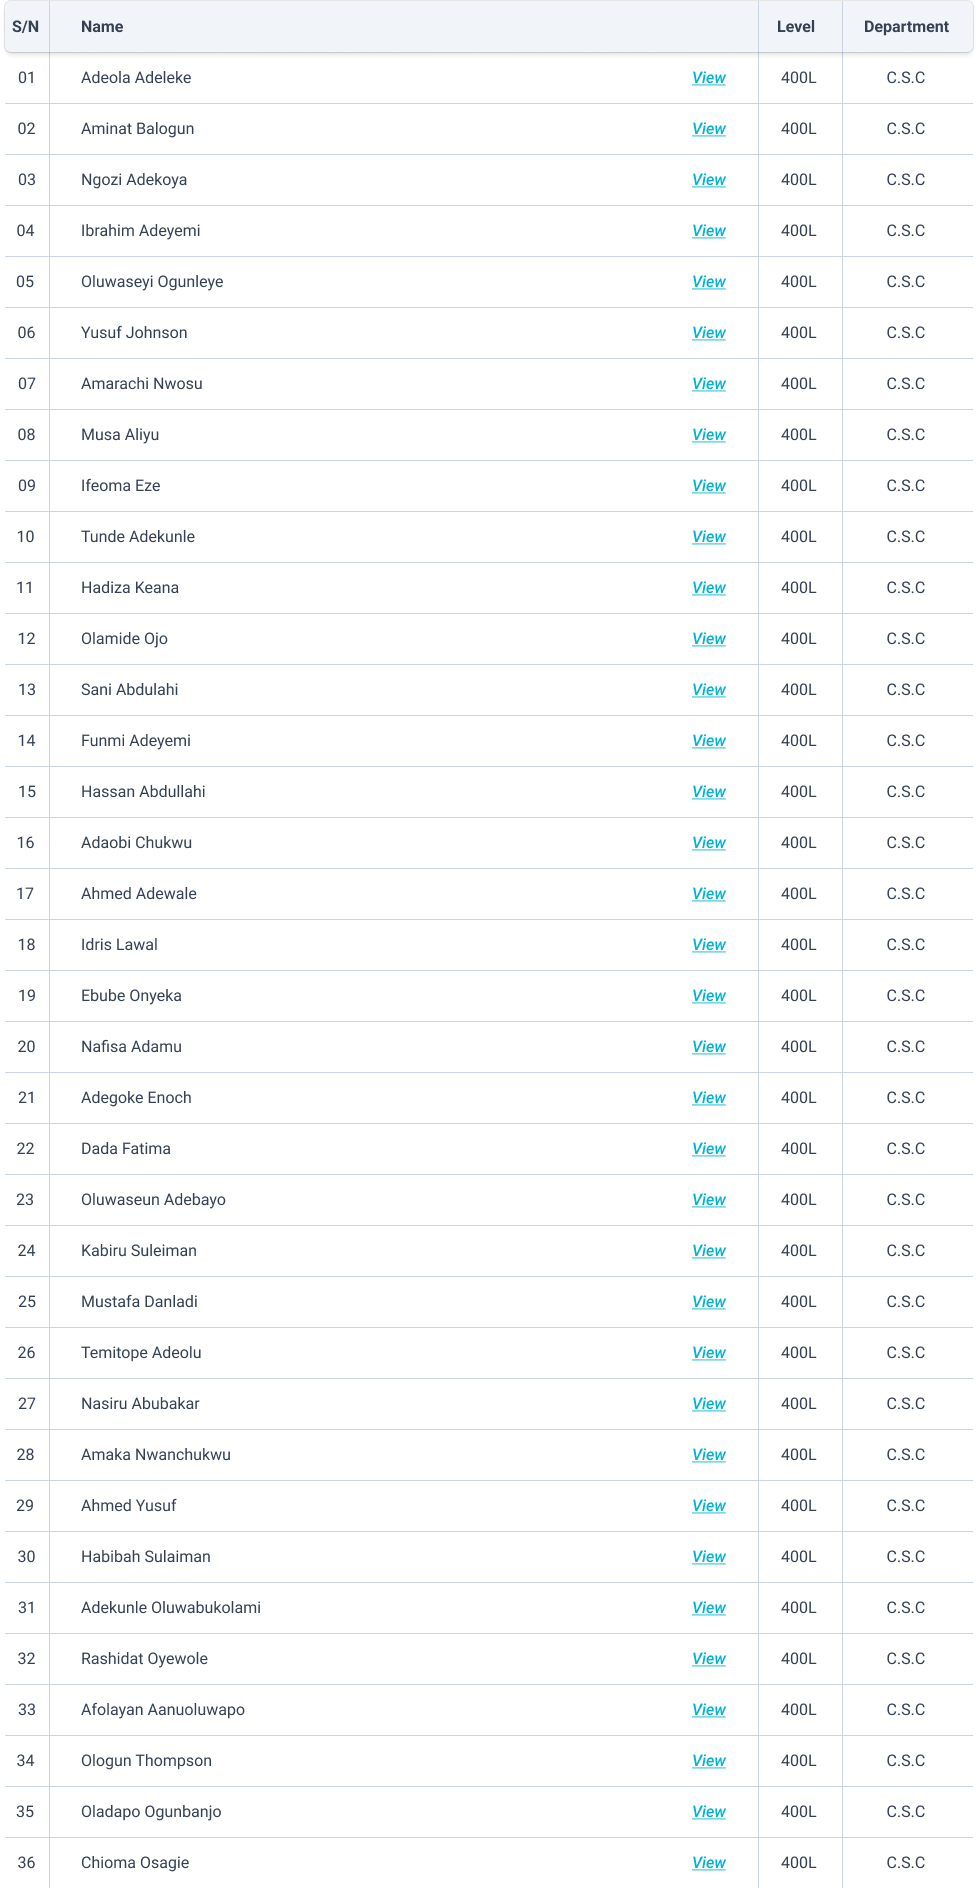 S/N Name Level Department
01 Adeola Adeleke View 400L C.S.C
02 Aminat Balogun View 400L C.S.C
03 Ngozi Adekoya View 400L C.S.C
04 Ibrahim Adeyemi View 400L C.S.C
05 Oluwaseyi Ogunleye View 400L C.S.C
06 Yusuf Johnson View 400L C.S.C
07 Amarachi Nwosu View 400L C.S.C
08 Musa Aliyu View 400L C.S.C
09 Ifeoma Eze View 400L C.S.C
10 Tunde Adekunle View 400L C.S.C
11 Hadiza Keana View 400L C.S.C
12 Olamide Ojo View 400L C.S.C
13 Sani Abdulahi View 400L C.S.C
14 Funmi Adeyemi View 400L C.S.C
15 Hassan Abdullahi View 400L C.S.C
16 Adaobi Chukwu View 400L C.S.C
17 Ahmed Adewale View 400L C.S.C
18 Idris Lawal View 400L C.S.C
19 Ebube Onyeka View 400L C.S.C
20 Nafisa Adamu View 400L C.S.C
21 Adegoke Enoch View 400L C.S.C
22 Dada Fatima View 400L C.S.C
23 Oluwaseun Adebayo View 400L C.S.C
24 Kabiru Suleiman View 400L C.S.C
25 Mustafa Danladi View 400L C.S.C
26 Temitope Adeolu View 400L C.S.C
27 Nasiru Abubakar View 400L C.S.C
28 Amaka Nwanchukwu View 400L C.S.C
29 Ahmed Yusuf View 400L C.S.C
30 Habibah Sulaiman View 400L C.S.C
31 Adekunle Oluwabukolami View 400L C.S.C
32 Rashidat Oyewole View 400L C.S.C
33 Afolayan Aanuoluwapo View 400L C.S.C
34 Ologun Thompson View 400L C.S.C
35 Oladapo Ogunbanjo View 400L C.S.C
36 Chioma Osagie View 400L C.S.C